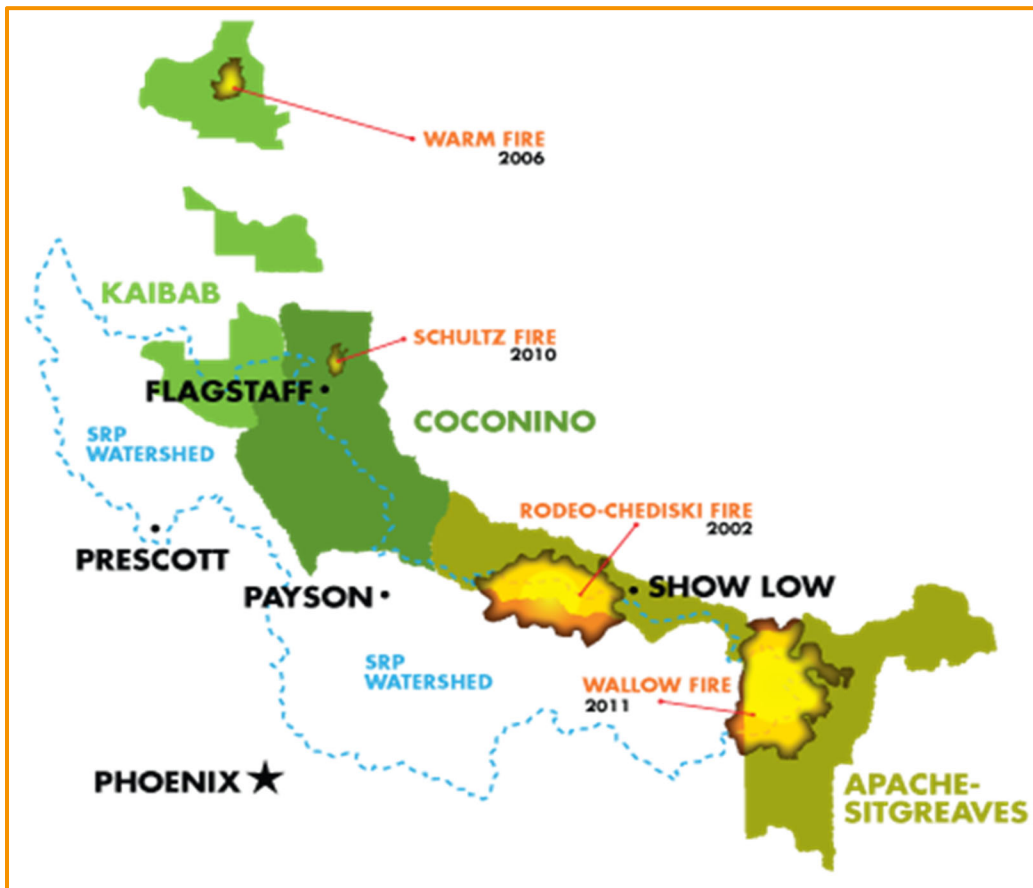 WARM FIRE
2006
KAIBAB
SCHULTZ FIRE
2010
FLAGSTAFF
COCONINO
SRP
WATERSHED
RODEO-CHEDISKI FIRE
2002
PRESCOTT
PAYSON
SHOW LOW
SRP
WATERSHED
WALLOW FIRE
2011
PHOENIX
APACHE-
SITGREAVES